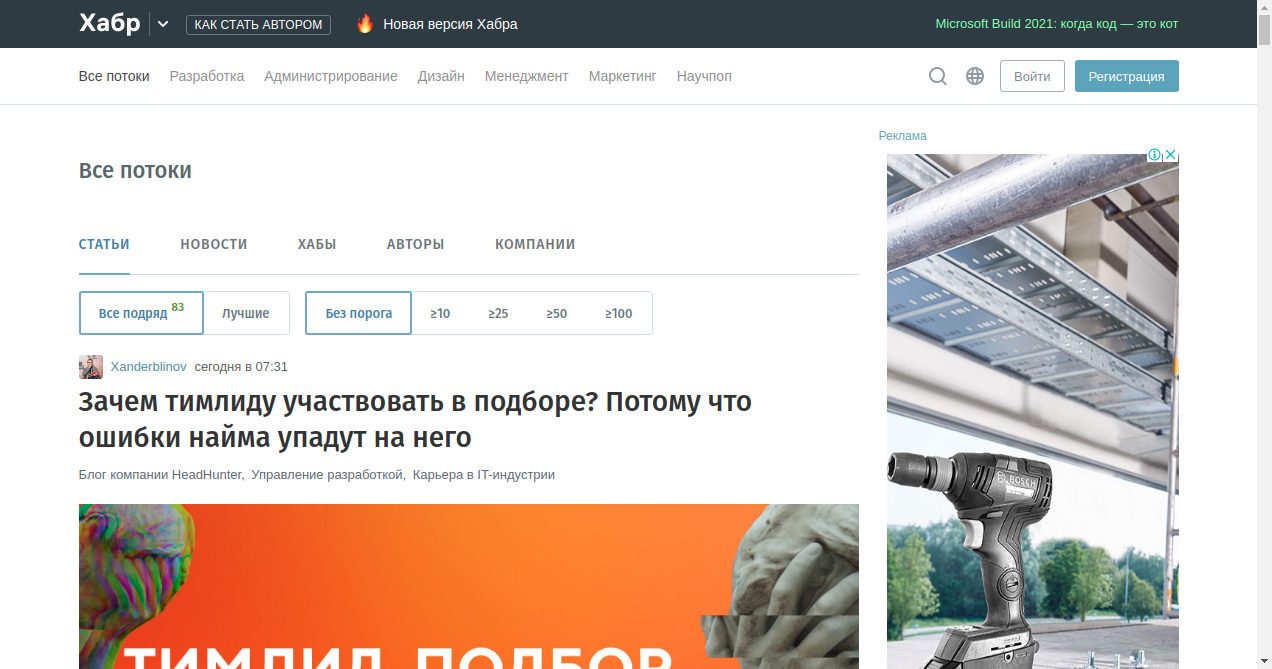 Хабр
КАК СТАТЬ АВТОРОМ
Новая версия Хабра
Microsoft Build 2021: когда код — это кот
Все потоки Разработка Администрирование Дизайн Менеджмент Маркетинг Научпоп
Войти
Регистрация
Реклама
Все потоки
СТАТЬИ НОВОСТИ ХАБЫ АВТОРЫ КОМПАНИИ
Все подряд 83 Лучшие Без порога ≥10 ≥25 ≥50 ≥100
Xanderblinov сегодня в 07:31
Зачем тимлиду участвовать в подборе? Потому что
ошибки найма упадут на него
Блог компании HeadHunter, Управление разработкой, Карьера в IT-индустрии
ТИМЛИД ПОДБОР
BOSCH